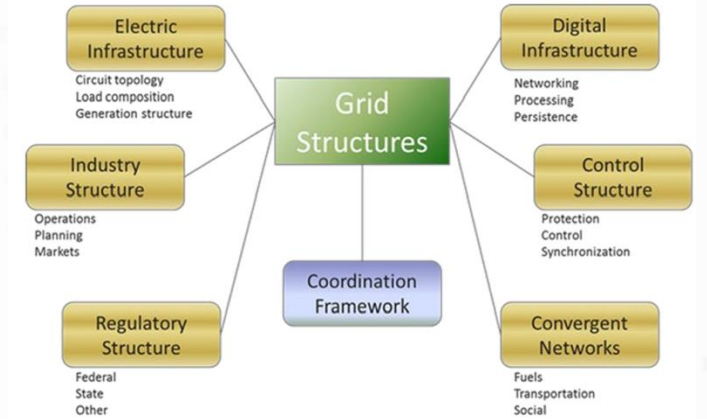 Electric
Infrastructure
Circuit topology
Load composition
Generation structure
Digital
Infrastructure
Networking
Processing
Persistence
Grid
Structures
Industry
Structure
Operations
Planning
Markets
Control
Structure
Protection
Control
Synchronization
Coordination
Framework
Regulatory
Structure
Federal
State
Other
Convergent
Networks
Fuels
Transportation
Social